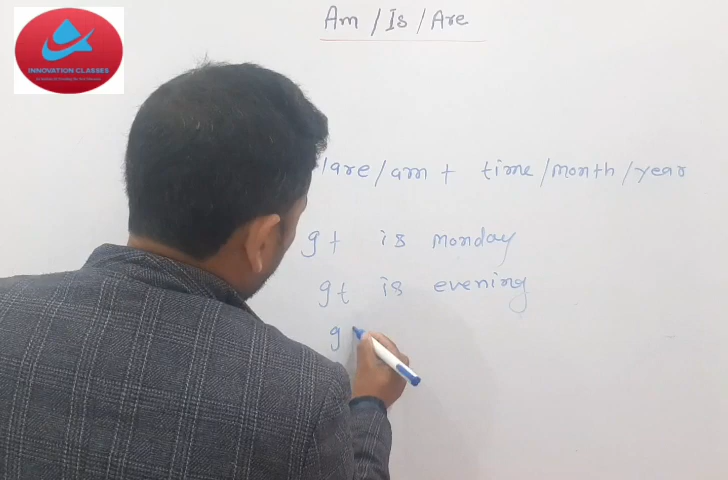 INNOVATION CLASSES
Am / Is / Are
/are/am + time/month/year
It is monday
It is evening
I